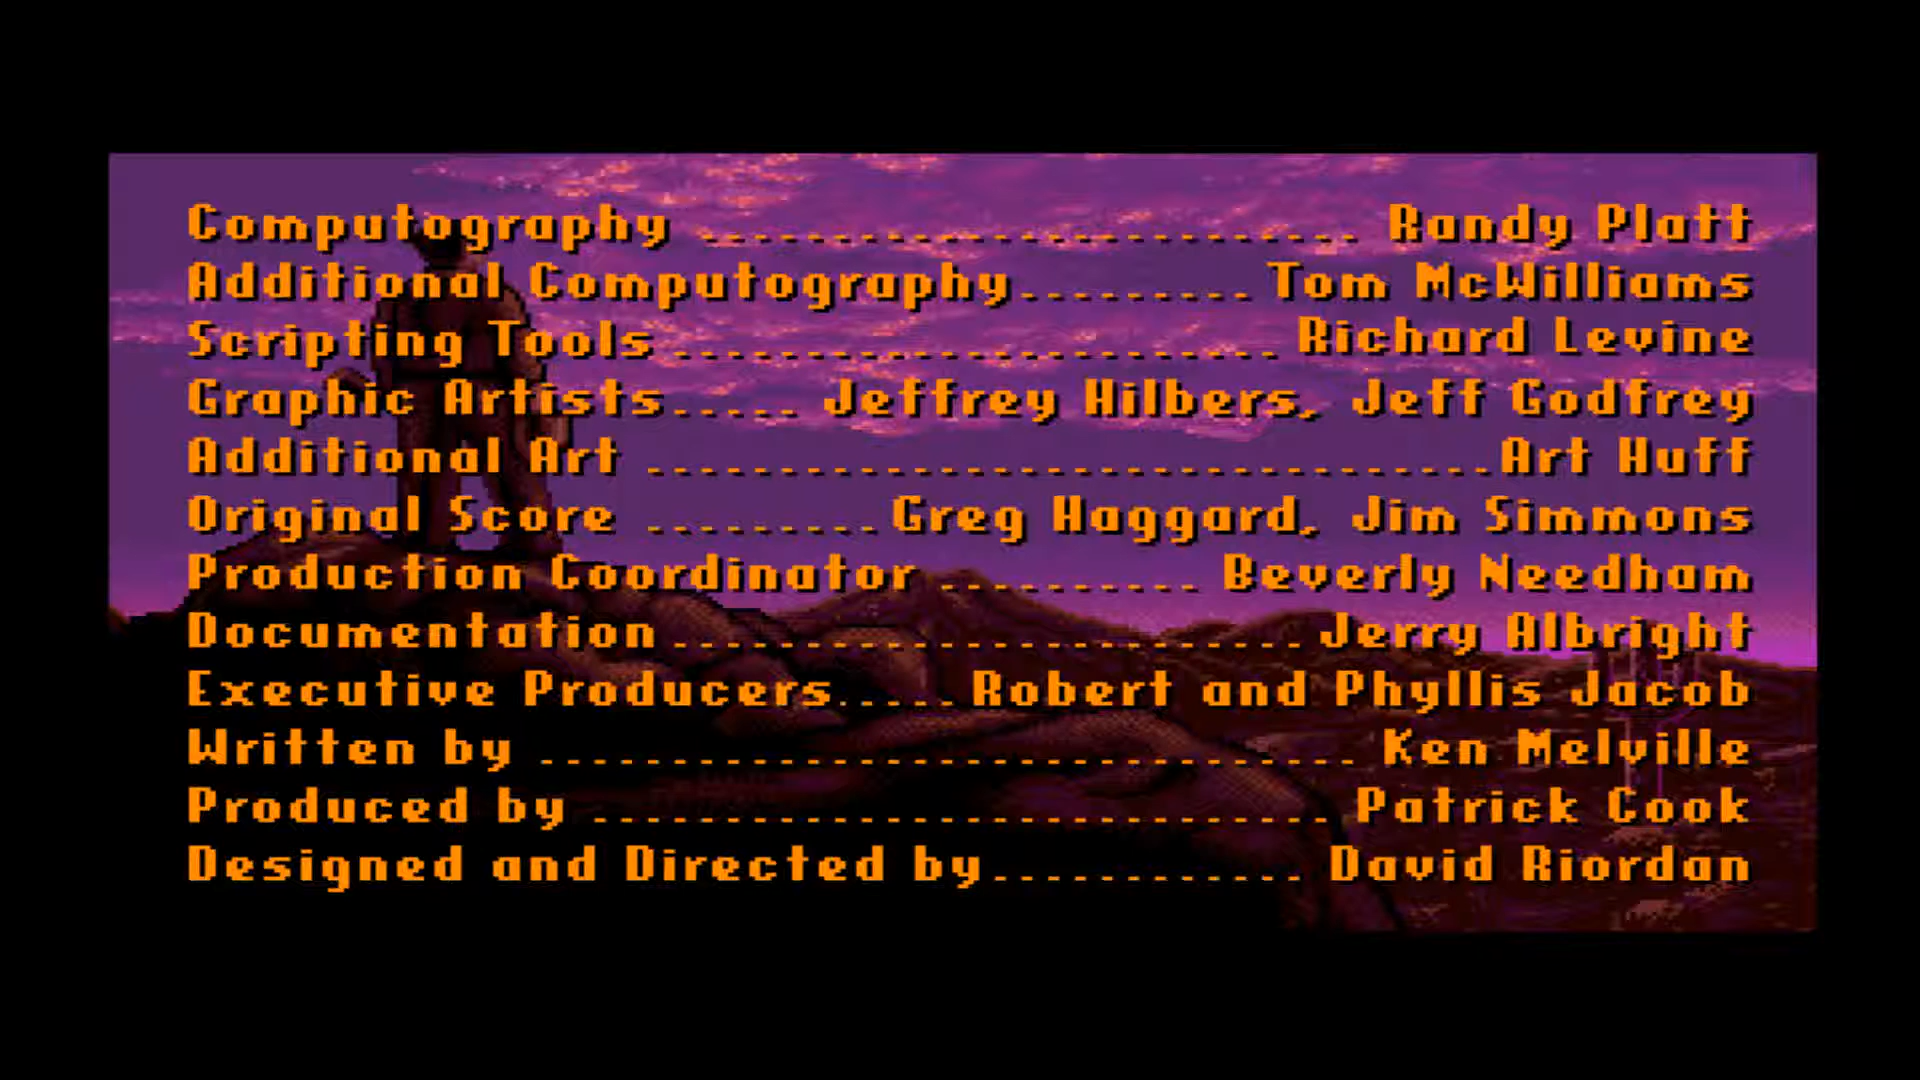 Computography ......................... Randy Platt
Additional Computography......... Tom McWilliams
Scripting Tools ....................... Richard Levine
Graphic Artists..... Jeffrey Hilbers, Jeff Godfrey
Additional Art ................................Art Huff
Original Score .........Greg Haggard, Jim Simmons
Production Coordinator .......... Beverly Needham
Documentation........................Jerry Albright
Executive Producers.....Robert and Phyllis Jacob
Written by ............................... Ken Melville
Produced by ............................ Patrick Cook
Designed and Directed by............ David Riordan